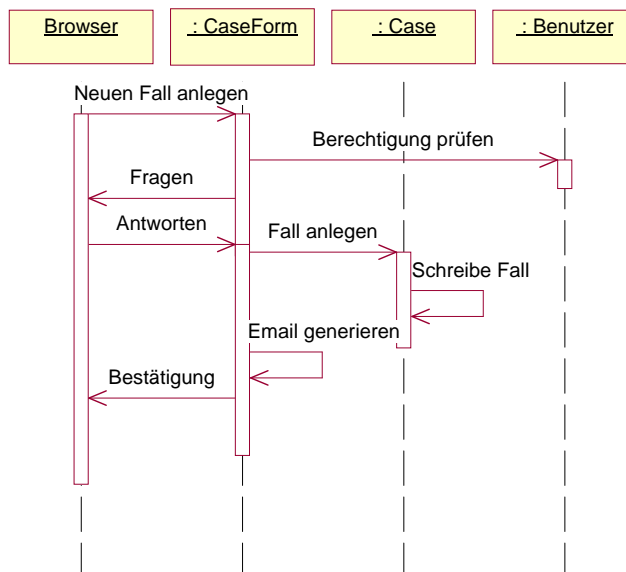 Browser
: CaseForm
: Case
: Benutzer
Neuen Fall anlegen
Berechtigung prüfen
Fragen
Antworten
Fall anlegen
Schreibe Fall
Email generieren
Bestätigung